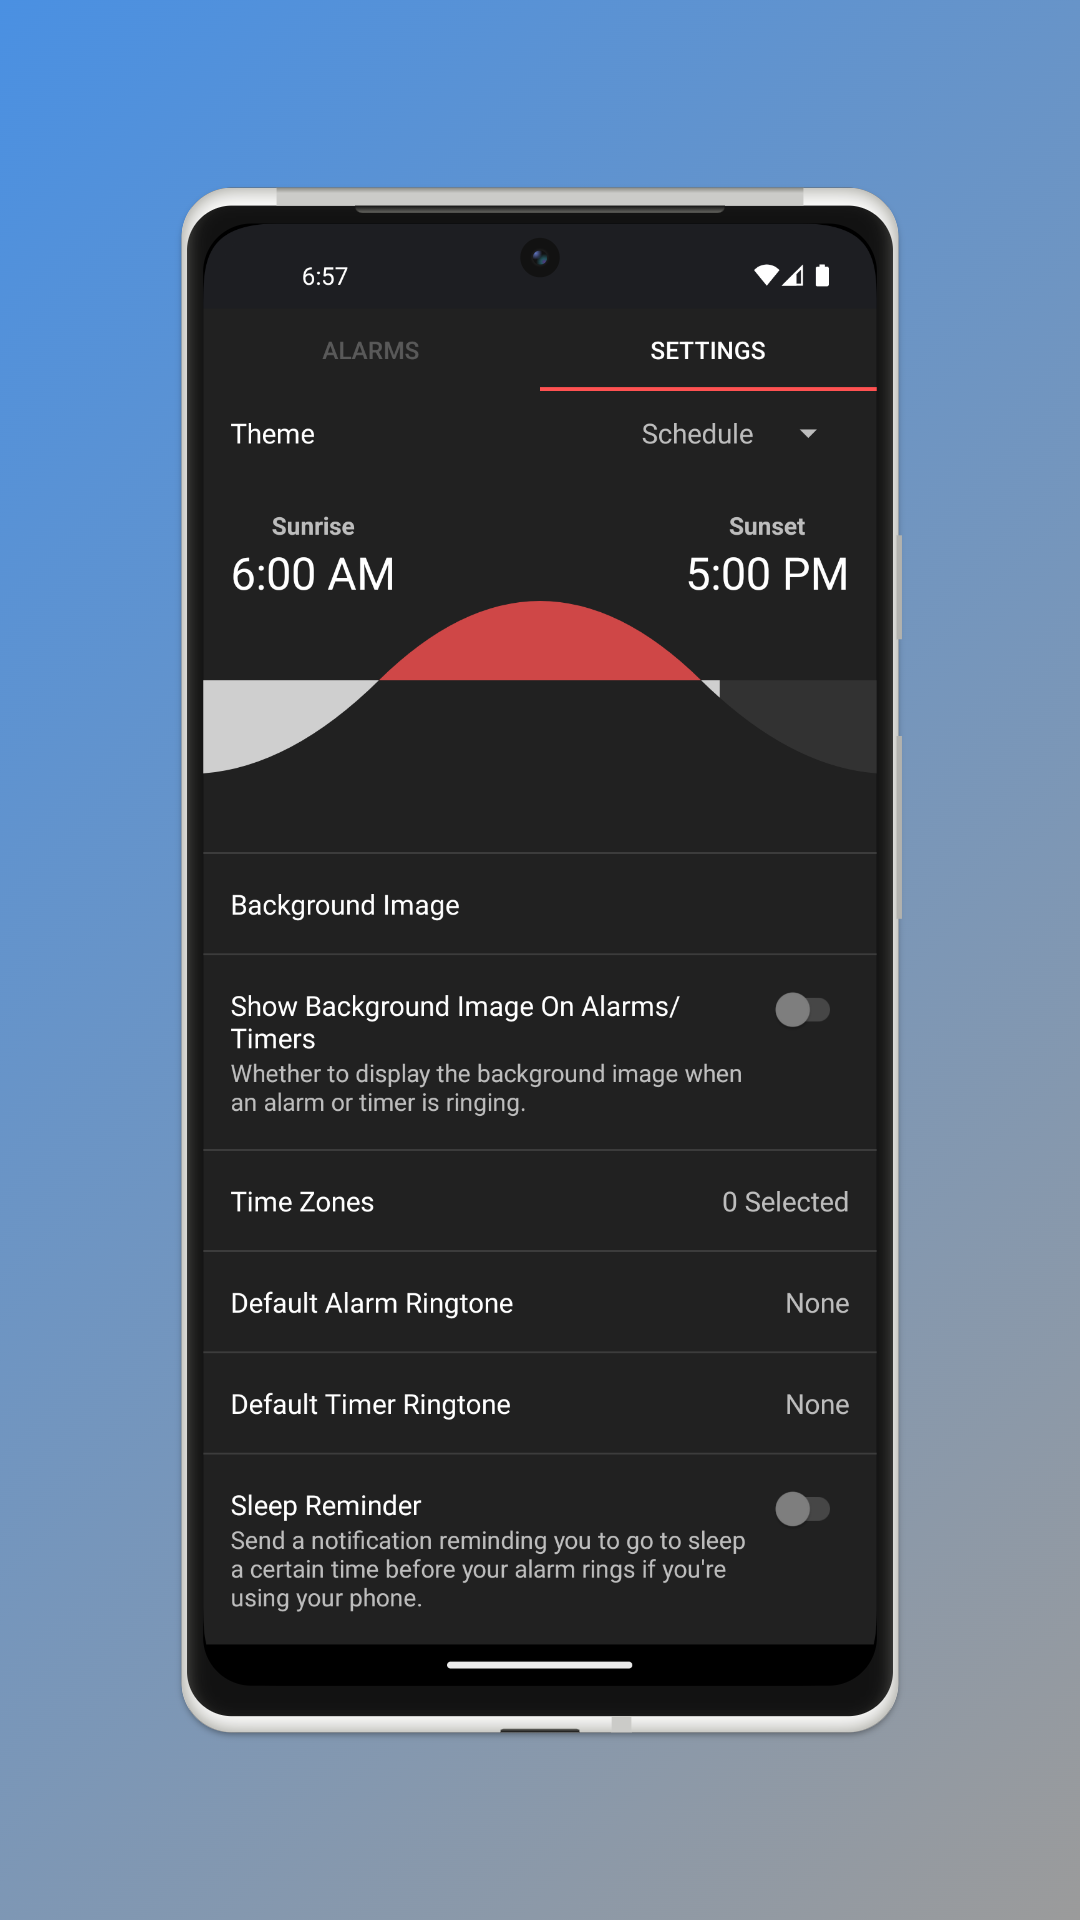 6:57
ALARMS
SETTINGS
Theme
Schedule
Sunrise
Sunset
6:00 AM
5:00 PM
Background Image
Show Background Image On Alarms/
Timers
Whether to display the background image when
an alarm or timer is ringing.
Time Zones
0 Selected
Default Alarm Ringtone
None
Default Timer Ringtone
None
Sleep Reminder
Send a notification reminding you to go to sleep
a certain time before your alarm rings if you're
using your phone.